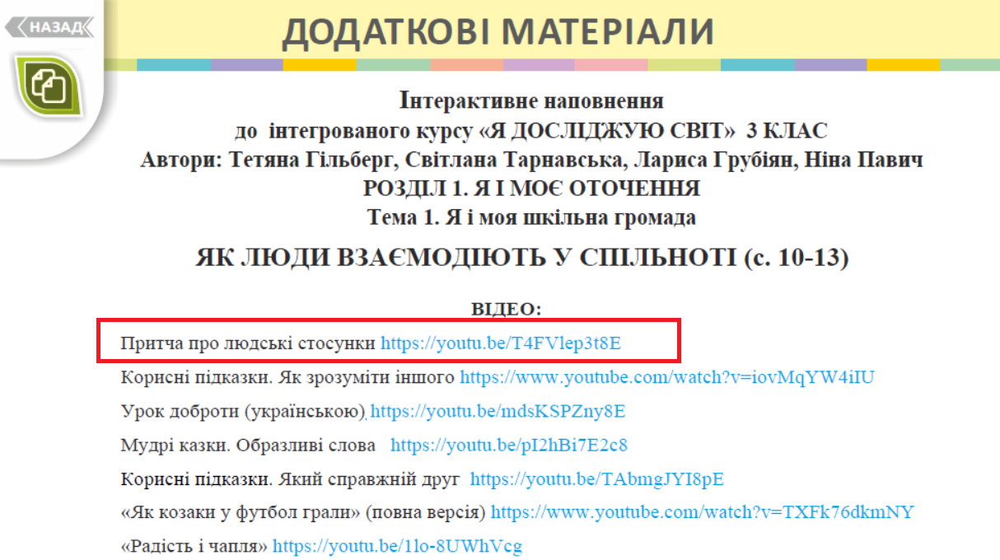 НАЗАД
ДОДАТКОВІ МАТЕРІАЛИ
Інтерактивне наповнення
до інтегрованого курсу «Я ДОСЛІДЖУЮ СВІТ» 3 КЛАС
Автори: Тетяна Гільберг, Світлана Тарнавська, Лариса Грубіян, Ніна Павич
РОЗДІЛ 1. Я І МОЄ ОТОЧЕННЯ
Тема 1. Я і моя шкільна громада
ЯК ЛЮДИ ВЗАЄМОДІЮТЬ У СПІЛЬНОТІ (с. 10-13)
ВІДЕО:
Притча про людські стосунки https://youtu.be/T4FVlep3t8E
Корисні підказки. Як зрозуміти іншого https://www.youtube.com/watch?v=iovMqYW4iIU
Урок доброти (українською) https://youtu.be/mdsKSPZny8E
Мудрі казки. Образливі слова https://youtu.be/pI2hBi7E2c8
Корисні підказки. Який справжній друг https://youtu.be/TAbmgJYI8pE
«Як козаки у футбол грали» (повна версія) https://www.youtube.com/watch?v=TXFk76dkmNY
«Радість і чапля» https://youtu.be/1lo-8UWhVcg